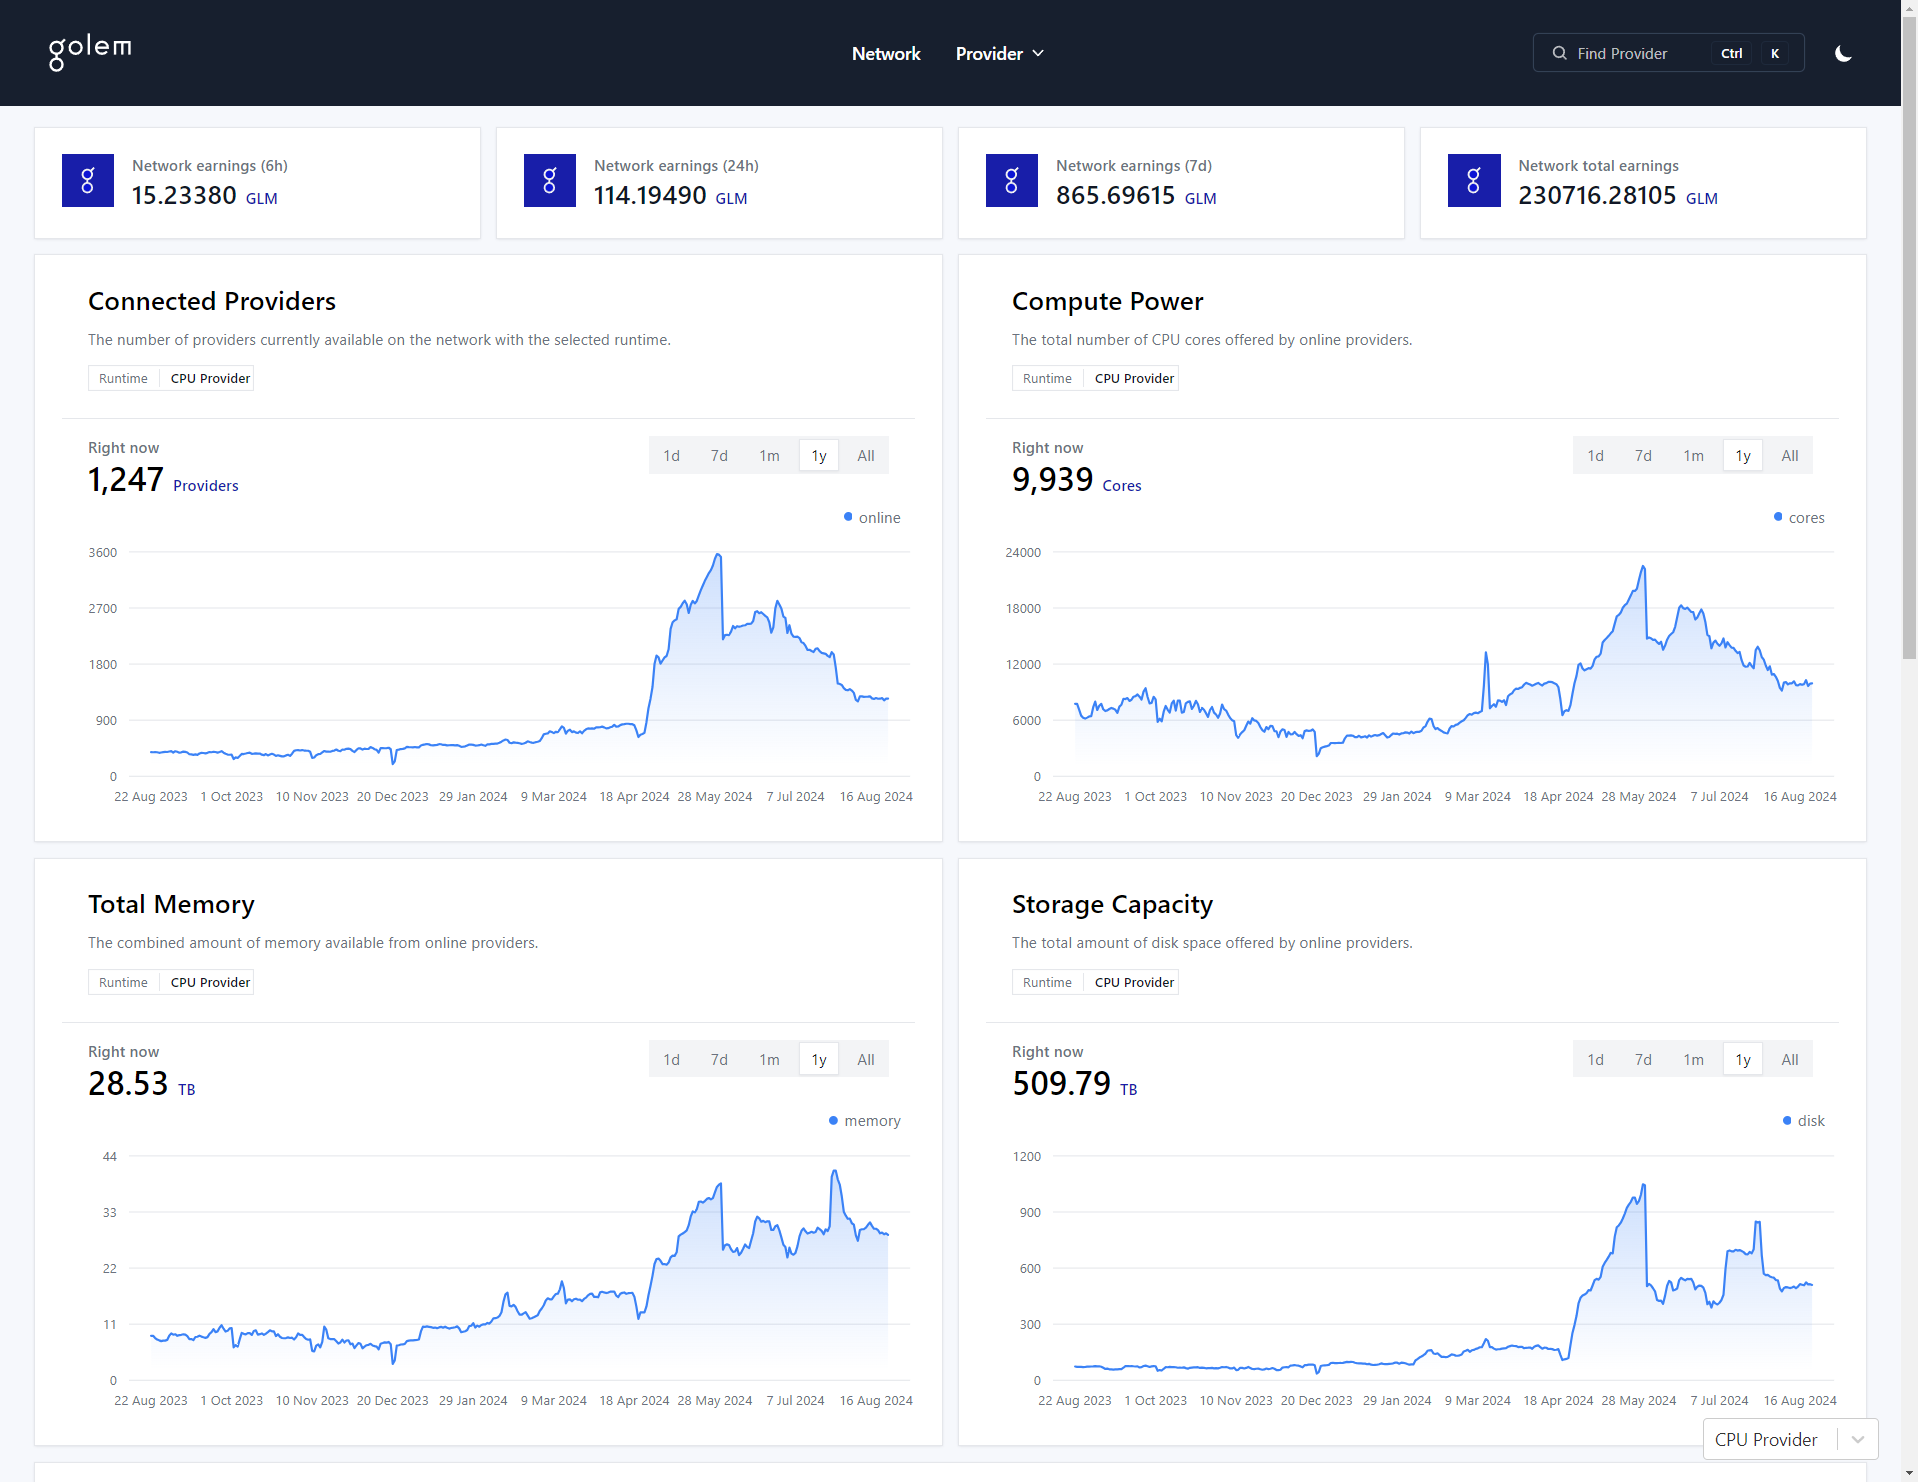 golem
Network
Provider
Find Provider
Ctrl
K
Network earnings (6h)
15.23380 GLM
Network earnings (24h)
114.19490 GLM
Network earnings (7d)
865.69615 GLM
Network total earnings
230716.28105 GLM
Connected Providers
The number of providers currently available on the network with the selected runtime.
Runtime CPU Provider
Right now
1,247 Providers
1d 7d 1m 1y All
online
3600
2700
1800
900
0
22 Aug 2023 1 Oct 2023 10 Nov 2023 20 Dec 2023 29 Jan 2024 9 Mar 2024 18 Apr 2024 28 May 2024 7 Jul 2024 16 Aug 2024
Compute Power
The total number of CPU cores offered by online providers.
Runtime CPU Provider
Right now
9,939 Cores
1d 7d 1m 1y All
cores
24000
18000
12000
6000
0
22 Aug 2023 1 Oct 2023 10 Nov 2023 20 Dec 2023 29 Jan 2024 9 Mar 2024 18 Apr 2024 28 May 2024 7 Jul 2024 16 Aug 2024
Total Memory
The combined amount of memory available from online providers.
Runtime CPU Provider
Right now
28.53 TB
1d 7d 1m 1y All
memory
44
33
22
11
0
22 Aug 2023 1 Oct 2023 10 Nov 2023 20 Dec 2023 29 Jan 2024 9 Mar 2024 18 Apr 2024 28 May 2024 7 Jul 2024 16 Aug 2024
Storage Capacity
The total amount of disk space offered by online providers.
Runtime CPU Provider
Right now
509.79 TB
1d 7d 1m 1y All
disk
1200
900
600
300
0
22 Aug 2023 1 Oct 2023 10 Nov 2023 20 Dec 2023 29 Jan 2024 9 Mar 2024 18 Apr 2024 28 May 2024 7 Jul 2024 16 Aug 2024
CPU Provider